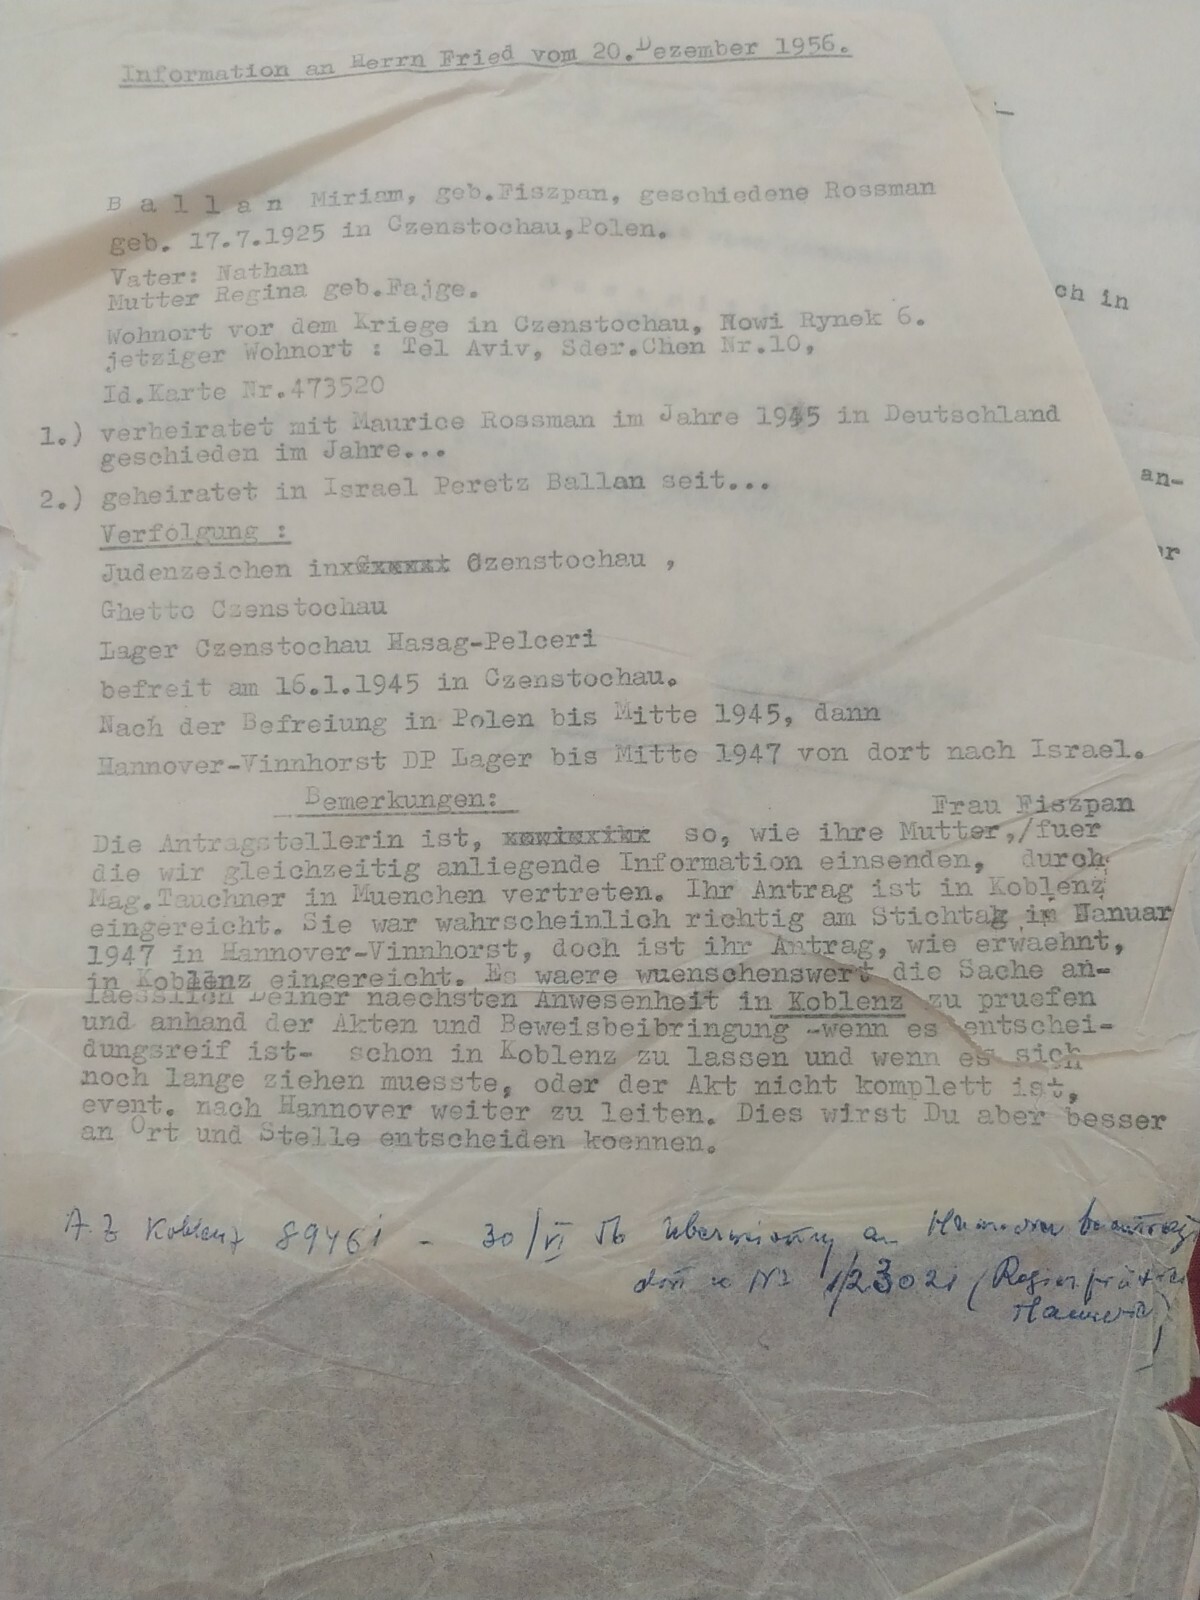 Information an Herrn Fried vom 20.Dezember 1956.
B a l l a n Miriam, geb.Fiszpan, geschiedene Rossman
geb. 17.7.1925 in Czenstochau,Polen.
Vater: Nathan
Mutter Regina geb.Fajge.
Wohnort vor dem Kriege in Czenstochau, Nowi Rynek 6.
jetziger Wohnort : Tel Aviv, Sder.Chen Nr.10,
Id.Karte Nr.473520
1.) verheiratet mit Maurice Rossman im Jahre 1945 in Deutschland
geschieden im Jahre...
2.) geheiratet in Israel Peretz Ballan seit...
Verfolgung :
Judenzeichen in Czenstochau ,
Ghetto Czenstochau
Lager Czenstochau Hasag-Pelceri
befreit am 16.1.1945 in Czenstochau.
Nach der Befreiung in Polen bis Mitte 1945, dann
Hannover-Vinnhorst DP Lager bis Mitte 1947 von dort nach Israel.
Bemerkungen: Frau Fiszpan
Die Antragstellerin ist, so, wie ihre Mutter,/fuer
die wir gleichzeitig anliegende Information einsenden, durch
Mag.Tauchner in Muenchen vertreten. Ihr Antrag ist in Koblenz
eingereicht. Sie war wahrscheinlich richtig am Stichtag im Hanuar
1947 in Hannover-Vinnhorst, doch ist ihr Antrag, wie erwaehnt,
in Koblenz eingereicht. Es waere wuenschenswert die Sache an-
laesslich Deiner naechsten Anwesenheit in Koblenz zu pruefen
und anhand der Akten und Beweisbeibringung -wenn es entschei-
dungsreif ist- schon in Koblenz zu lassen und wenn es sich
noch lange ziehen muesste, oder der Akt nicht komplett ist,
event. nach Hannover weiter zu leiten. Dies wirst Du aber besser
an Ort und Stelle entscheiden koennen.
A.Z Koblenz 89461 - 30/VI 56 Überweisung an Hannover
Nr
Hannover)
ch in
an-
er